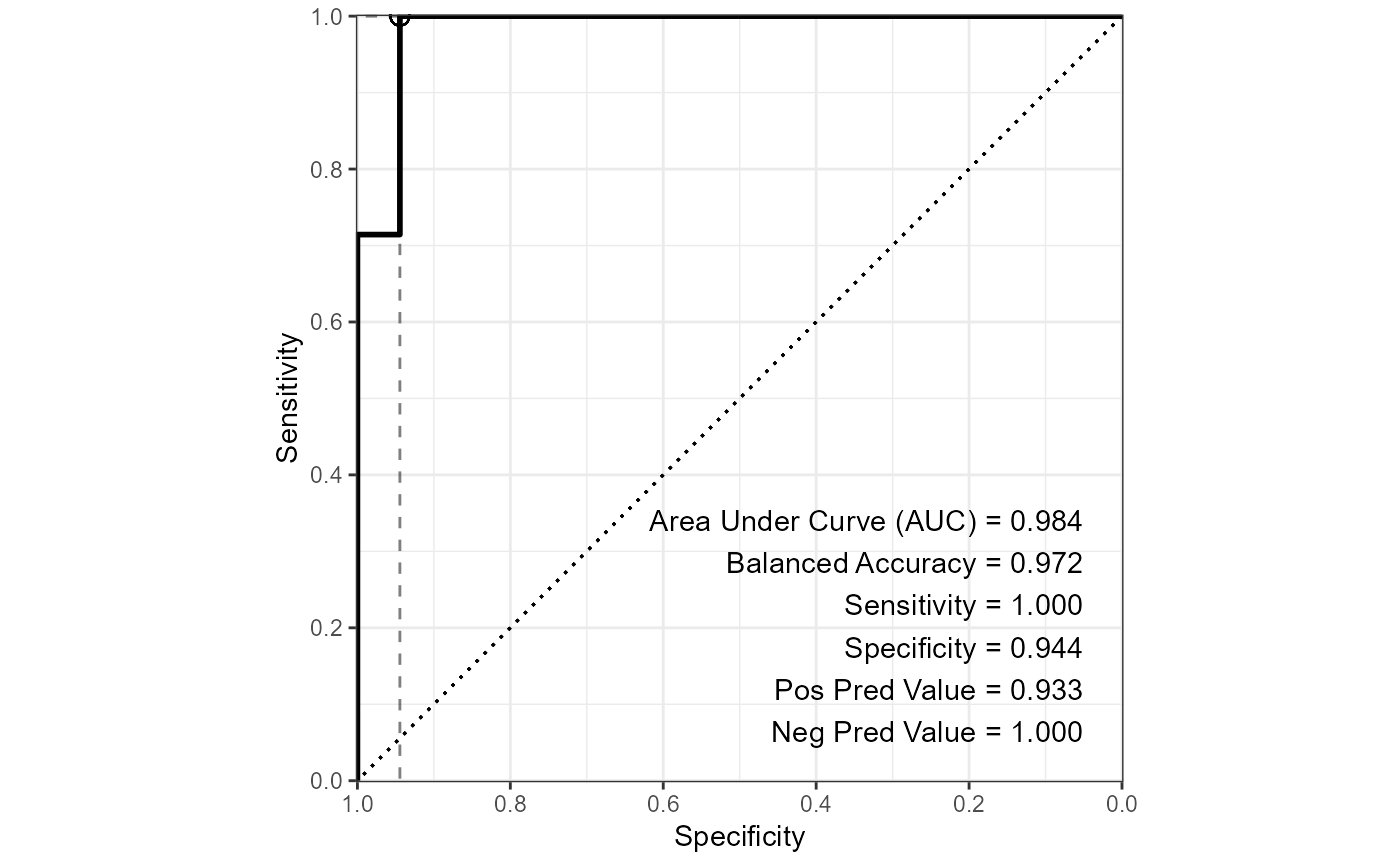 1.0
0.8
0.6
0.4
0.2
0.0
Sensitivity
Area Under Curve (AUC) = 0.984
Balanced Accuracy = 0.972
Sensitivity = 1.000
Specificity = 0.944
Pos Pred Value = 0.933
Neg Pred Value = 1.000
1.0 0.8 0.6 0.4 0.2 0.0
Specificity